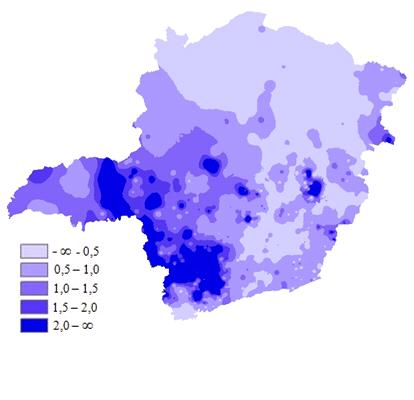 - ∞ - 0,5
0,5 – 1,0
1,0 – 1,5
1,5 – 2,0
2,0 – ∞